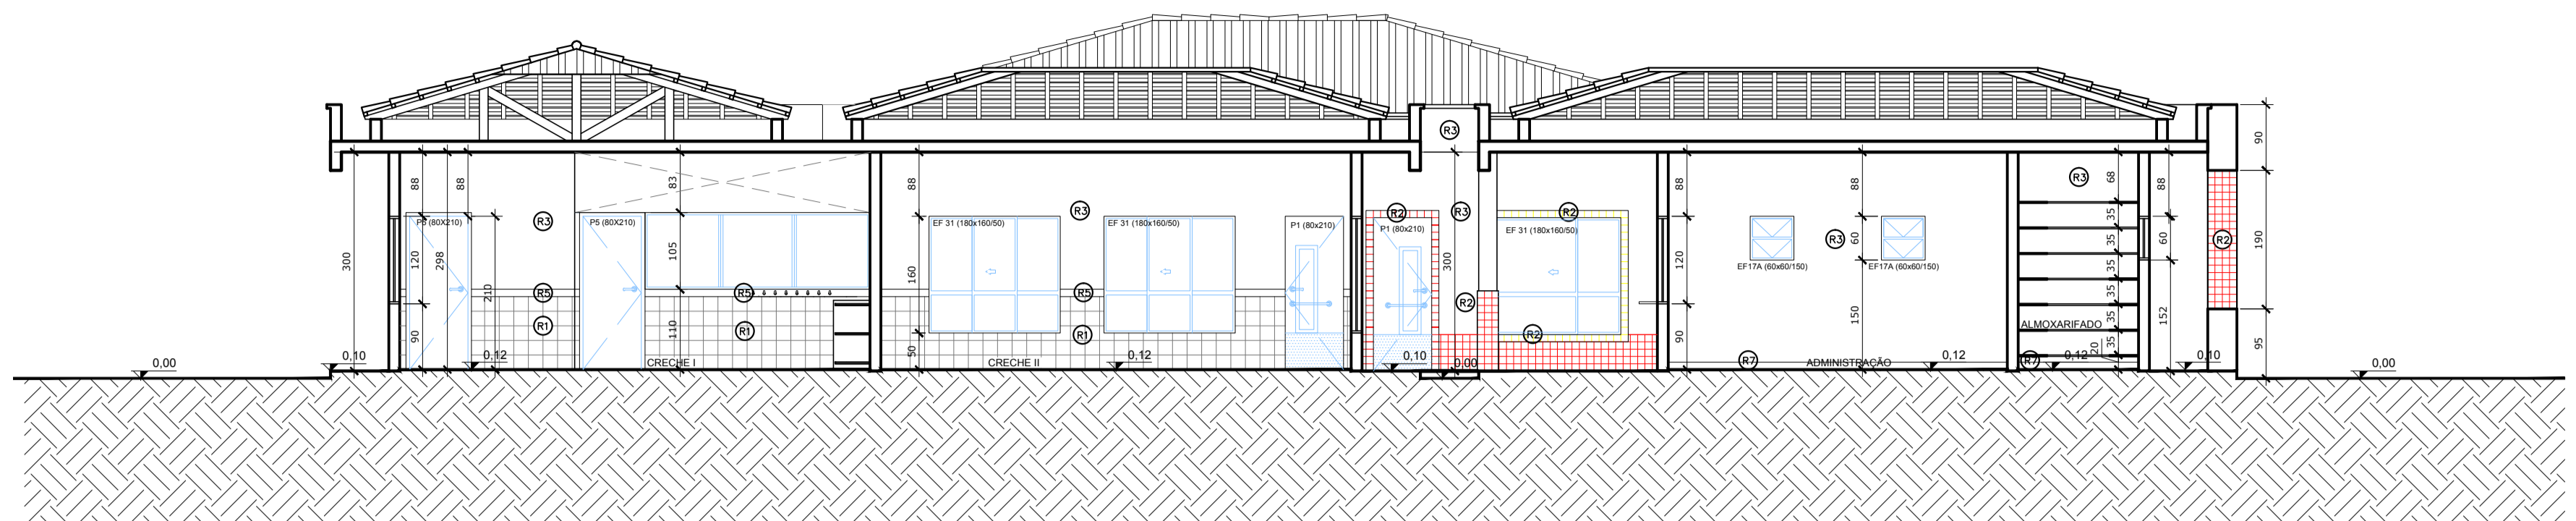 R3
90
88
298
88
83
88
88
88
R3
68
88
300
120
210
R3
P5 (80X210)
P5 (80X210)
105
R3
EF 31 (180x160/50)
EF 31 (180x160/50)
P1 (80x210)
160
R2
P1 (80x210)
R3
300
R2
EF 31 (180x160/50)
120
R3
60
EF17A (60x60/150)
EF17A (60x60/150)
35
35
35
35
35
35
60
R2
190
R5
R5
R5
R2
R1
R1
R1
R2
90
110
50
90
150
ALMOXARIFADO
20
152
95
0,00
0,10
0,12
CRECHE I
CRECHE II
0,12
0,10
0,00
R7
ADMINISTRAÇÃO
0,12
R7
0,12
0,10
0,00